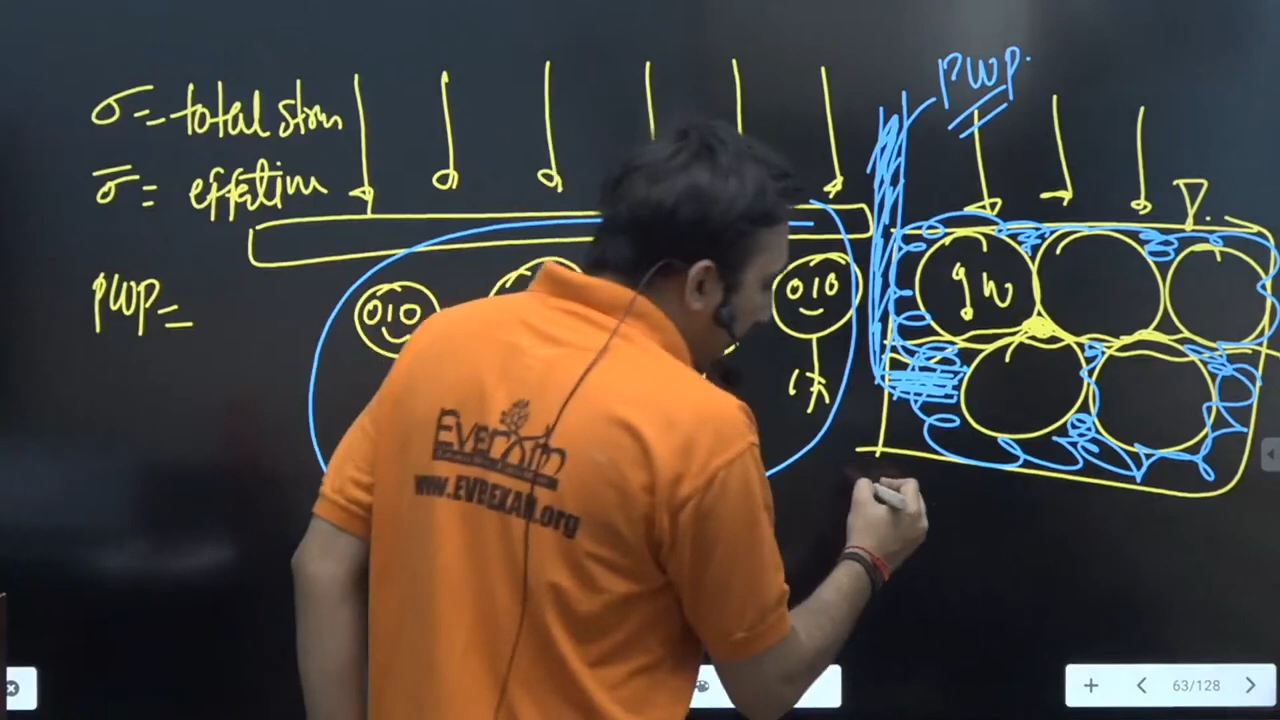 σ = total stress
σ̄ = effective
PWP =
PWP.
gw
EVEREXAM
www.EVEREXAM.org
63/128